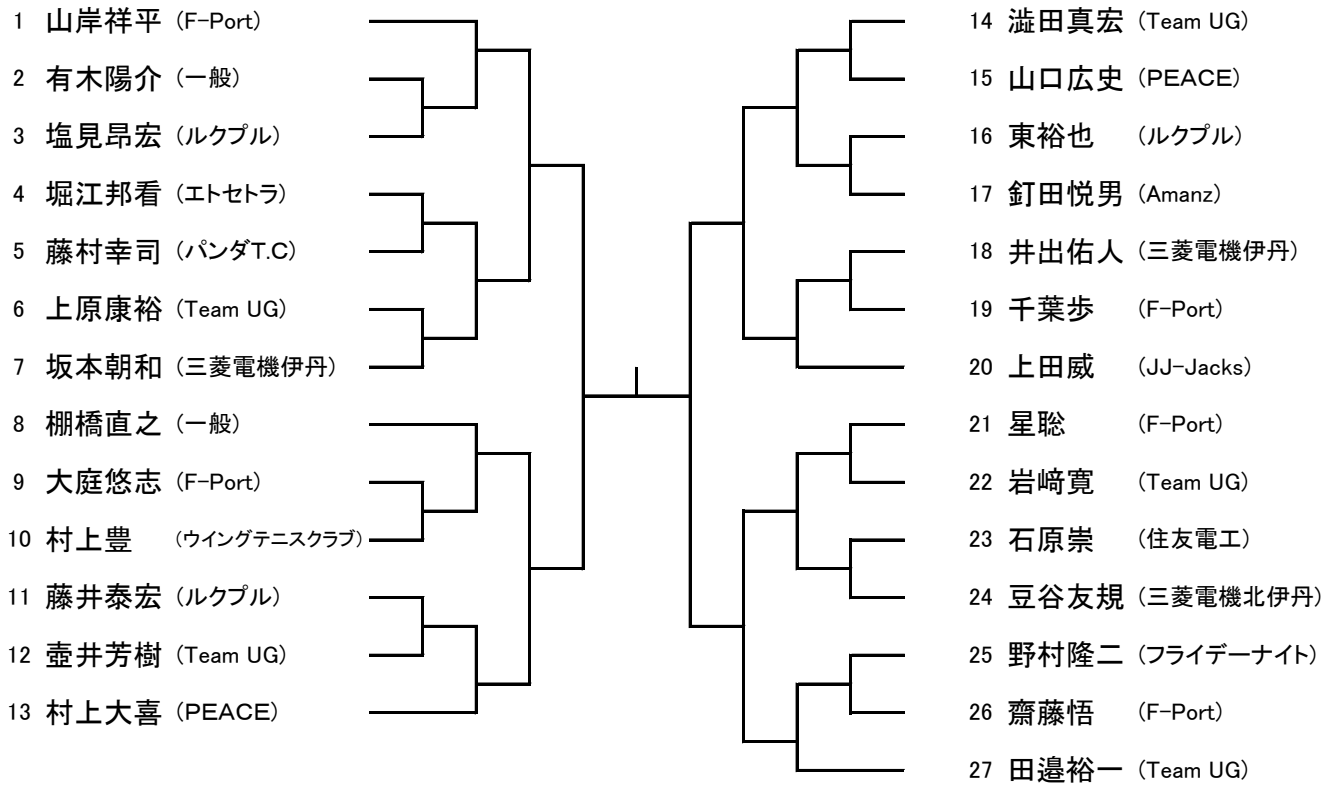 1 山岸祥平 (F-Port)
2 有木陽介 (一般)
3 塩見昂宏 (ルクプル)
4 堀江邦看 (エトセトラ)
5 藤村幸司 (パンダT.C)
6 上原康裕 (Team UG)
7 坂本朝和 (三菱電機伊丹)
8 棚橋直之 (一般)
9 大庭悠志 (F-Port)
10 村上豊 (ウイングテニスクラブ)
11 藤井泰宏 (ルクプル)
12 壺井芳樹 (Team UG)
13 村上大喜 (PEACE)
14 澁田真宏 (Team UG)
15 山口広史 (PEACE)
16 東裕也 (ルクプル)
17 釘田悦男 (Amanz)
18 井出佑人 (三菱電機伊丹)
19 千葉歩 (F-Port)
20 上田威 (JJ-Jacks)
21 星聡 (F-Port)
22 岩﨑寛 (Team UG)
23 石原崇 (住友電工)
24 豆谷友規 (三菱電機北伊丹)
25 野村隆二 (フライデーナイト)
26 齋藤悟 (F-Port)
27 田邉裕一 (Team UG)